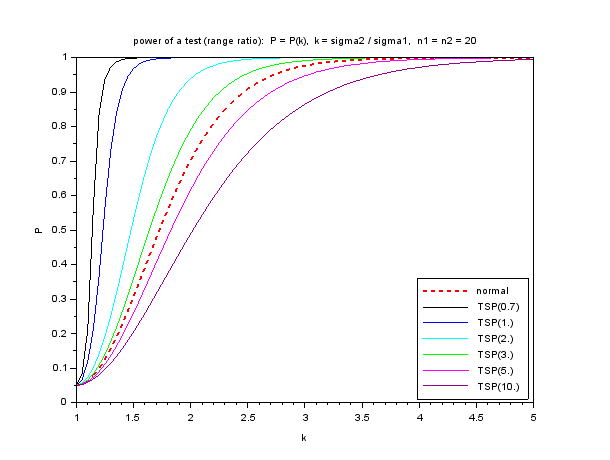 power of a test (range ratio): P = P(k), k = sigma2 / sigma1, n1 = n2 = 20
1
0.9
0.8
0.7
0.6
0.5
0.4
0.3
0.2
0.1
0
P
1
1.5
2
2.5
3
3.5
4
4.5
5
k
normal
TSP(0.7)
TSP(1.)
TSP(2.)
TSP(3.)
TSP(5.)
TSP(10.)